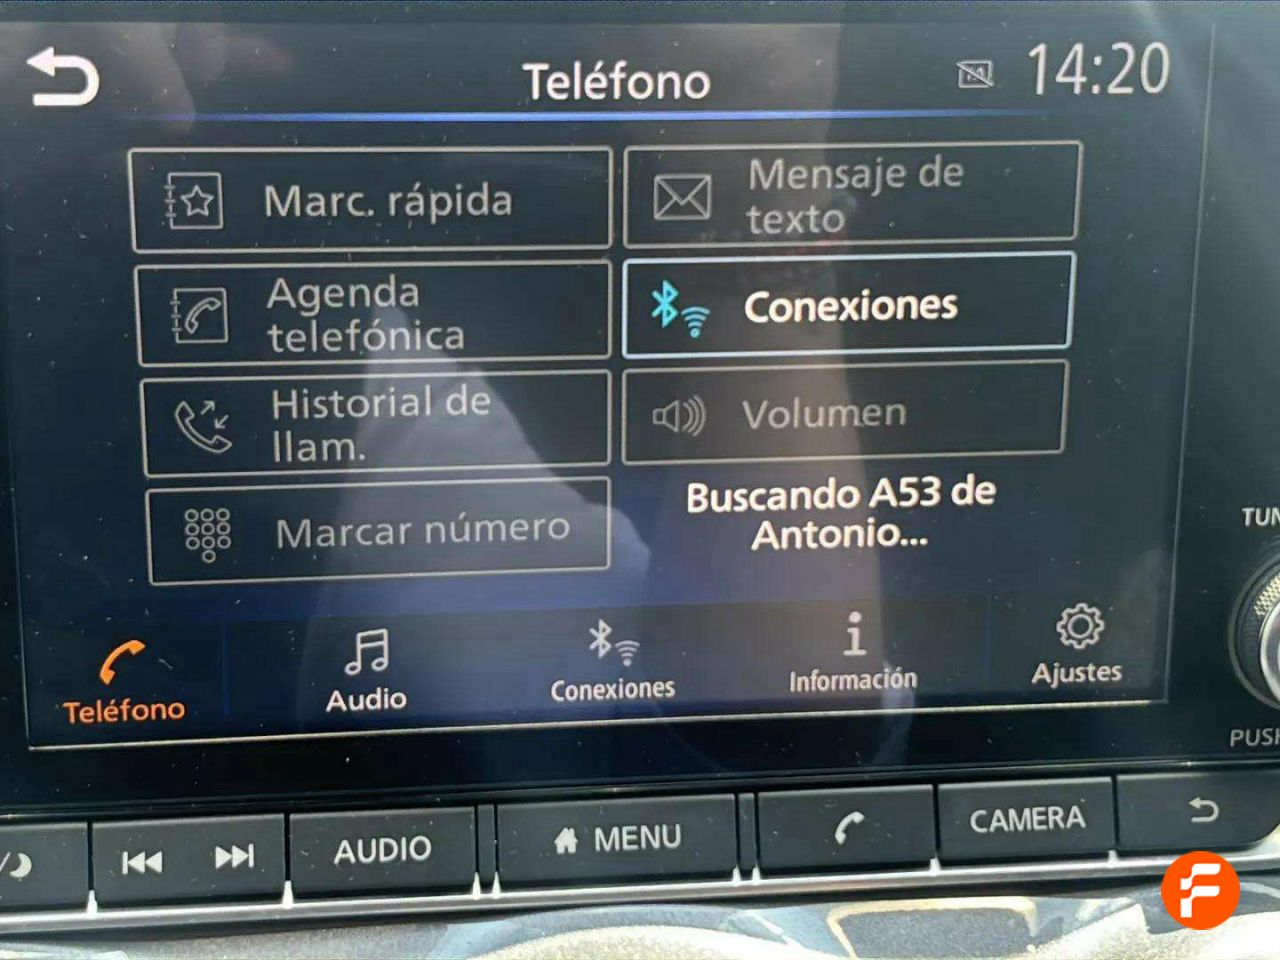 Teléfono
14:20
Marc. rápida
Mensaje de
texto
Agenda
telefónica
Conexiones
Historial de
llam.
Volumen
Marcar número
Buscando A53 de
Antonio...
Teléfono
Audio
Conexiones
Información
Ajustes
AUDIO
MENU
CAMERA